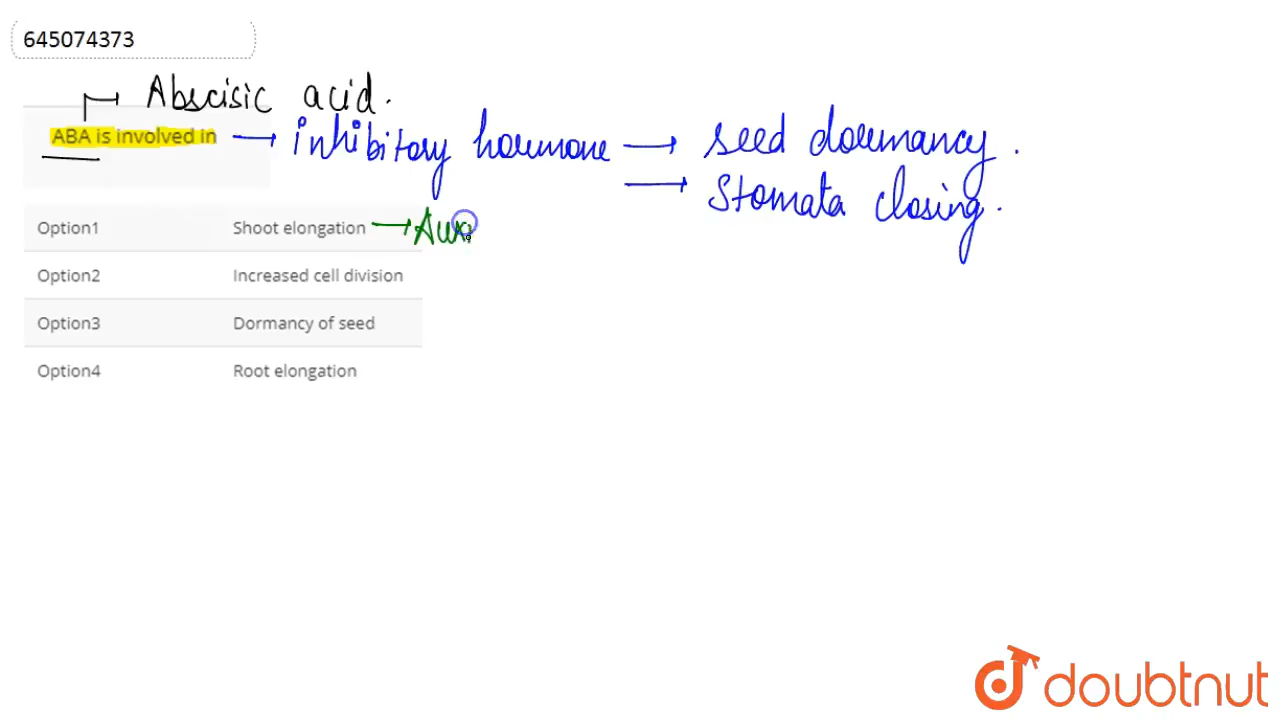 645074373
Abscisic acid.
ABA is involved in → inhibitory hormone → seed dormancy.
→ Stomata closing.
Option1 Shoot elongation → Aux
Option2 Increased cell division
Option3 Dormancy of seed
Option4 Root elongation
doubtnut